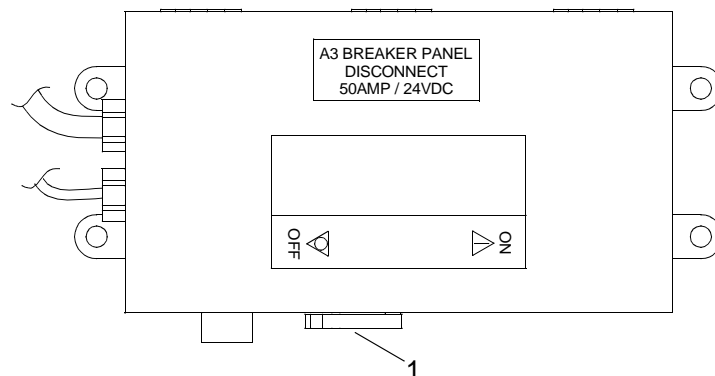 A3 BREAKER PANEL
DISCONNECT
50AMP / 24VDC
OFF
ON
1